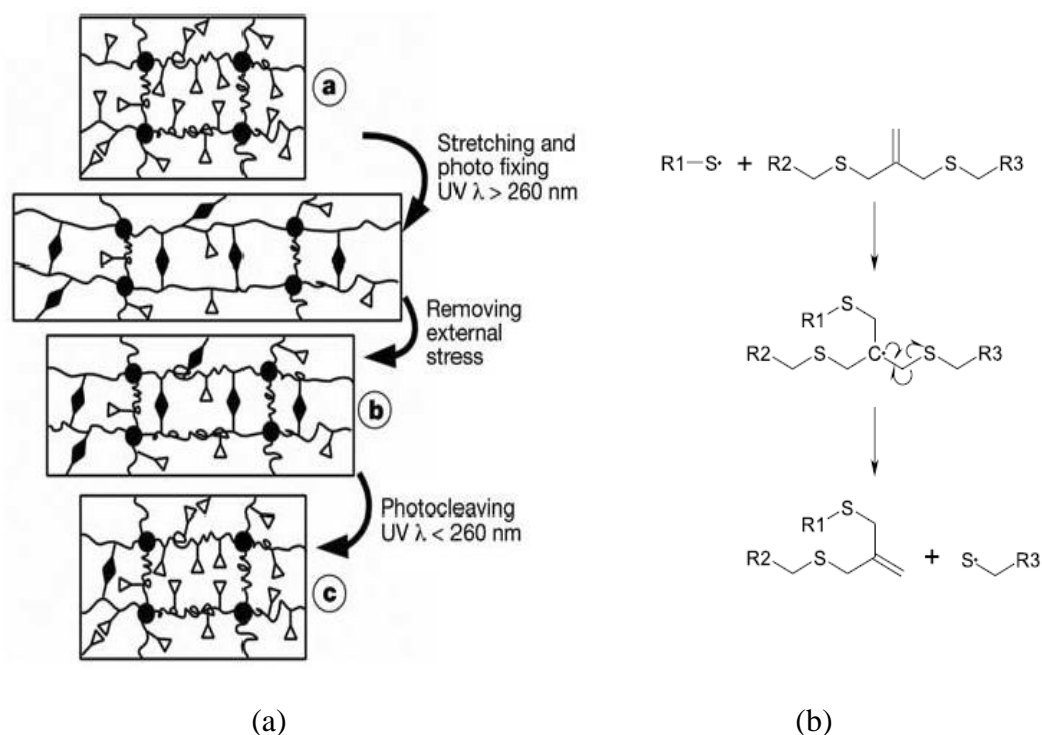 a
Stretching and
photo fixing
UV λ > 260 nm
Removing
external
stress
b
Photocleaving
UV λ < 260 nm
c
R1 S· + R2 S S R3
S
R1
R2 S C· S R3
S
R1
R2 S + S· R3
(a) (b)